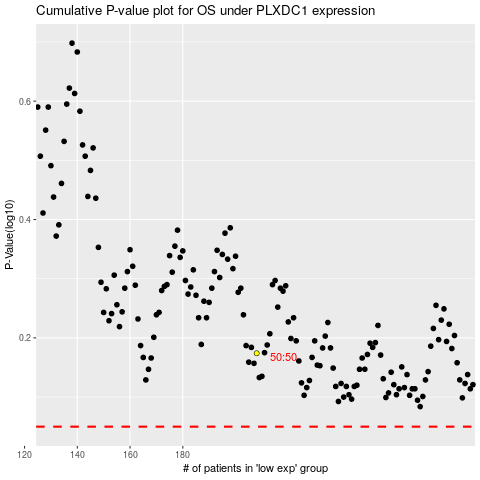 Cumulative P-value plot for OS under PLXDC1 expression
P-Value(log10)
0.6
0.4
0.2
50:50
120 140 160 180
# of patients in 'low exp' group